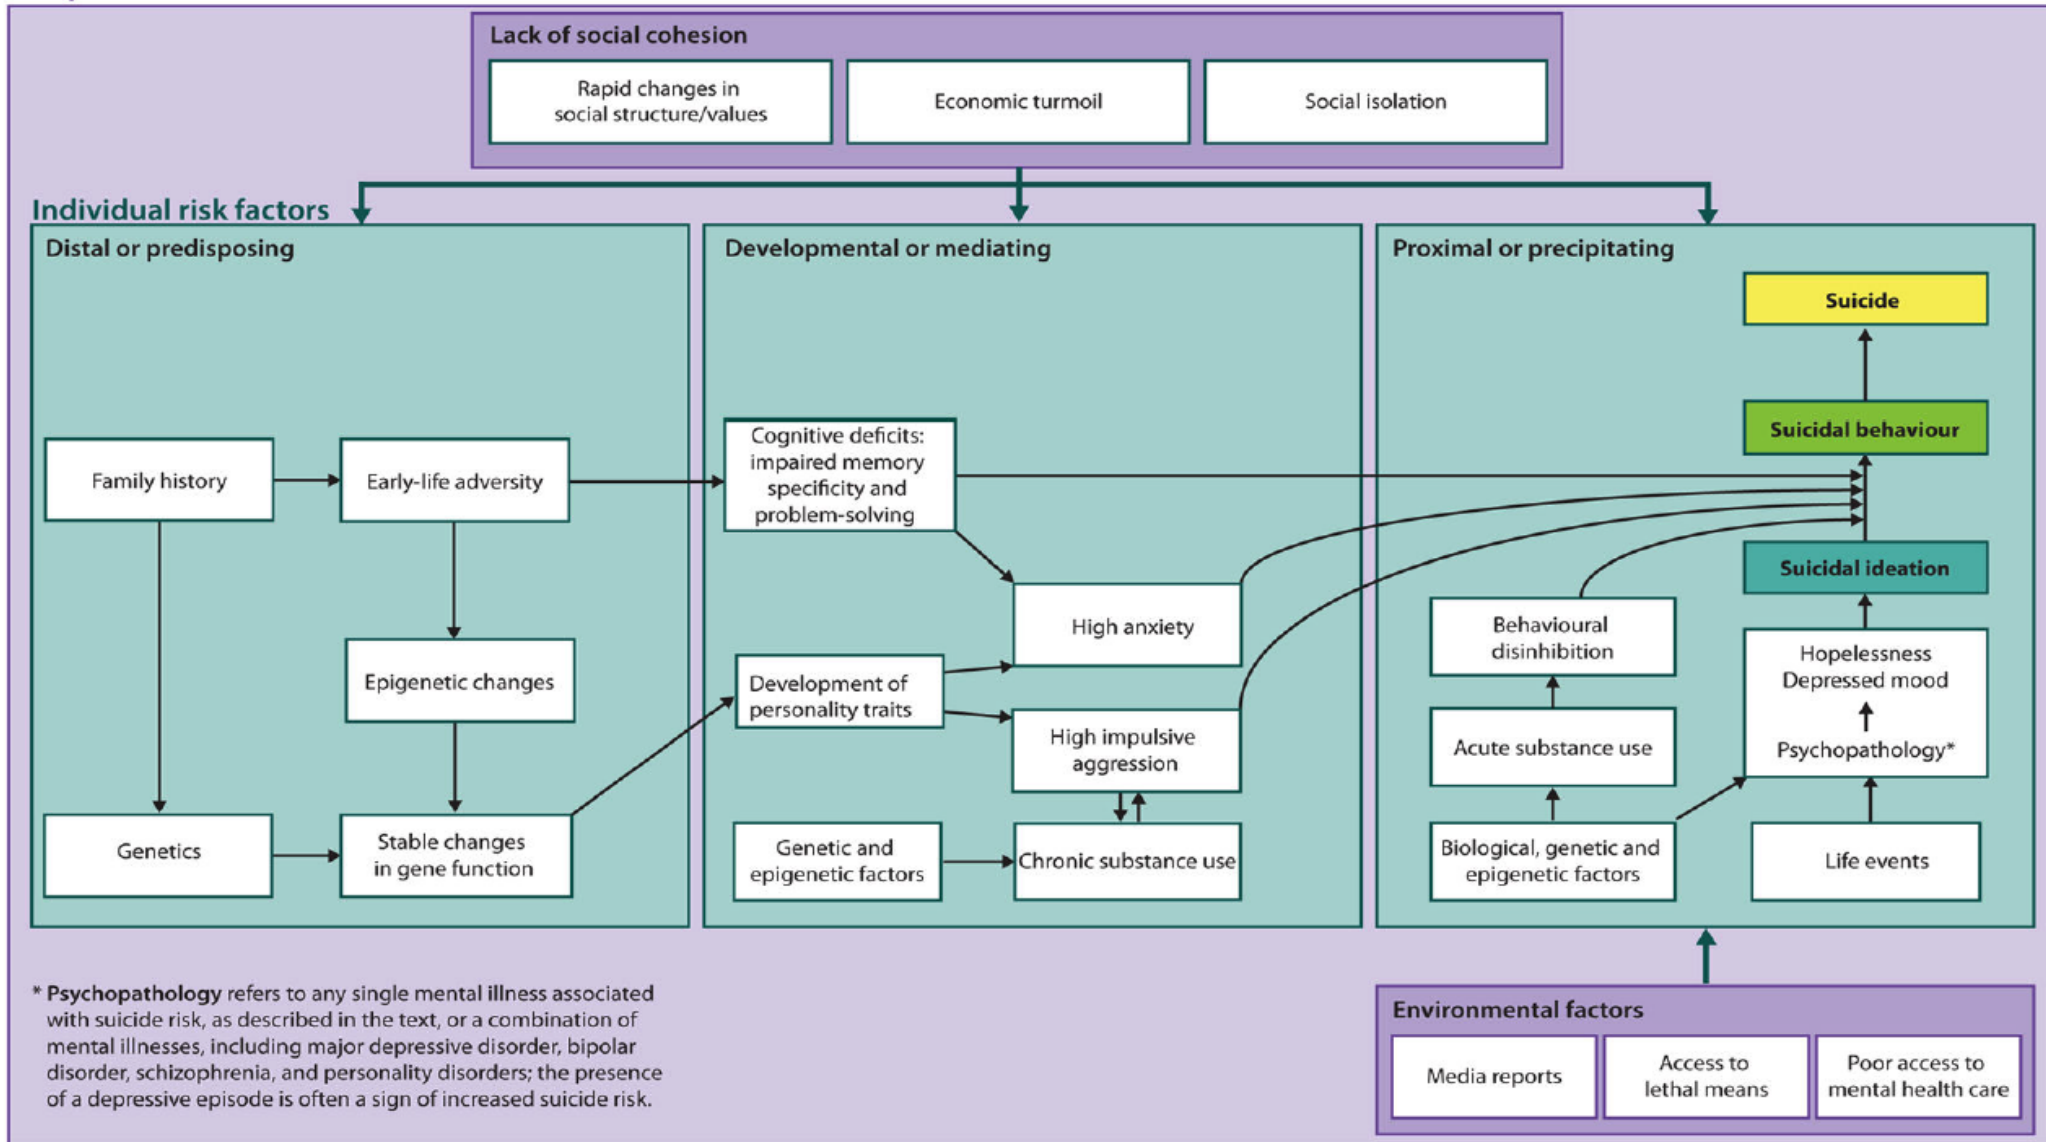 Lack of social cohesion
Rapid changes in
social structure/values
Economic turmoil
Social isolation
Individual risk factors
Distal or predisposing
Family history
Early-life adversity
Epigenetic changes
Genetics
Stable changes
in gene function
Developmental or mediating
Cognitive deficits:
impaired memory
specificity and
problem-solving
High anxiety
Development of
personality traits
High impulsive
aggression
Genetic and
epigenetic factors
Chronic substance use
Proximal or precipitating
Suicide
Suicidal behaviour
Suicidal ideation
Behavioural
disinhibition
Hopelessness
Depressed mood
Acute substance use
Psychopathology*
Biological, genetic and
epigenetic factors
Life events
* Psychopathology refers to any single mental illness associated
with suicide risk, as described in the text, or a combination of
mental illnesses, including major depressive disorder, bipolar
disorder, schizophrenia, and personality disorders; the presence
of a depressive episode is often a sign of increased suicide risk.
Environmental factors
Media reports
Access to
lethal means
Poor access to
mental health care